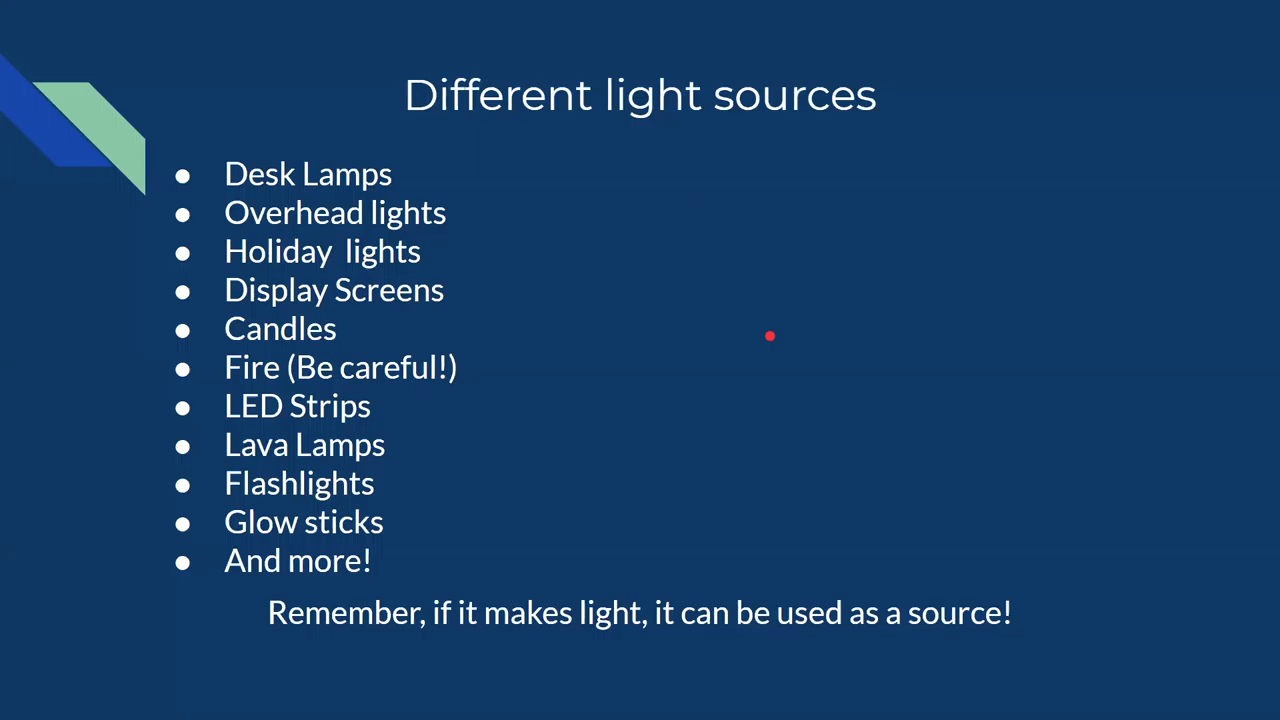 Different light sources
● Desk Lamps
● Overhead lights
● Holiday  lights
● Display Screens
● Candles
● Fire (Be careful!)
● LED Strips
● Lava Lamps
● Flashlights
● Glow sticks
● And more!
Remember, if it makes light, it can be used as a source!